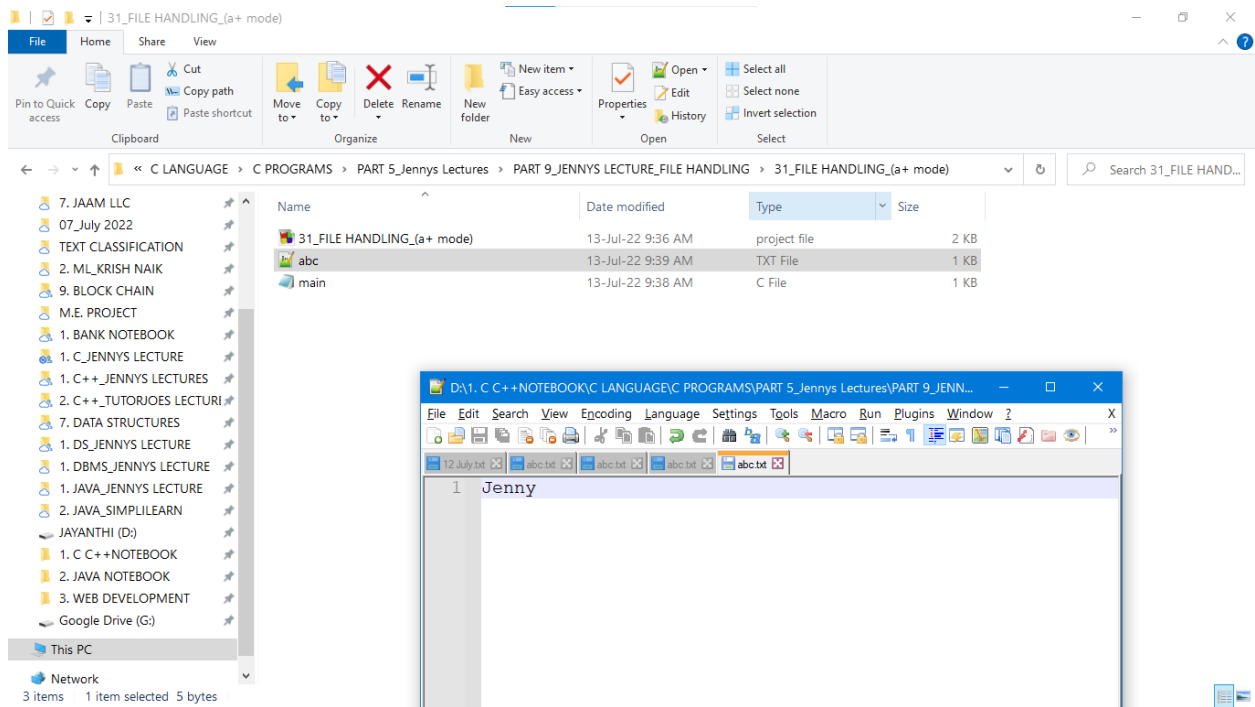 31_FILE HANDLING_(a+ mode)
File Home Share View
Pin to Quick access
Copy
Paste
Cut
Copy path
Paste shortcut
Move to
Copy to
Delete
Rename
New folder
New item
Easy access
Properties
Open
Edit
History
Select all
Select none
Invert selection
Clipboard Organize New Open Select
« C LANGUAGE › C PROGRAMS › PART 5_Jennys Lectures › PART 9_JENNYS LECTURE_FILE HANDLING › 31_FILE HANDLING_(a+ mode)
Search 31_FILE HAND...
7. JAAM LLC
07_July 2022
TEXT CLASSIFICATION
2. ML_KRISH NAIK
9. BLOCK CHAIN
M.E. PROJECT
1. BANK NOTEBOOK
1. C_JENNYS LECTURE
1. C++_JENNYS LECTURES
2. C++_TUTORJOES LECTURI
7. DATA STRUCTURES
1. DS_JENNYS LECTURE
1. DBMS_JENNYS LECTURE
1. JAVA_JENNYS LECTURE
2. JAVA_SIMPLILEARN
JAYANTHI (D:)
1. C C++NOTEBOOK
2. JAVA NOTEBOOK
3. WEB DEVELOPMENT
Google Drive (G:)
This PC
Network
Name Date modified Type Size
31_FILE HANDLING_(a+ mode) 13-Jul-22 9:36 AM project file 2 KB
abc 13-Jul-22 9:39 AM TXT File 1 KB
main 13-Jul-22 9:38 AM C File 1 KB
D:\1. C C++NOTEBOOK\C LANGUAGE\C PROGRAMS\PART 5_Jennys Lectures\PART 9_JENN...
File Edit Search View Encoding Language Settings Tools Macro Run Plugins Window ? X
12 July.txt abc.txt abc.txt abc.txt abc.txt
1 Jenny
3 items 1 item selected 5 bytes